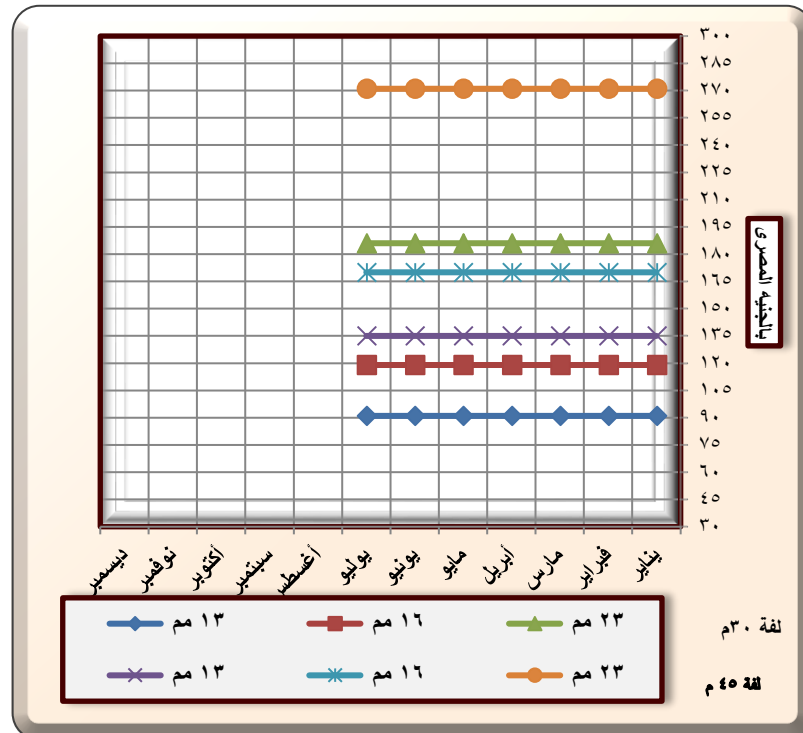 ٣٠٠
٢٨٥
٢٧٠
٢٥٥
٢٤٠
٢٢٥
٢١٠
١٩٥
١٨٠
١٦٥
١٥٠
١٣٥
١٢٠
١٠٥
٩٠
٧٥
٦٠
٤٥
٣٠
بالجنيه المصرى
يناير
فبراير
مارس
أبريل
مايو
يونيو
يوليو
أغسطس
سبتمبر
أكتوبر
نوفمبر
ديسمبر
لفة ٣٠م
٢٣ مم
١٦ مم
١٣ مم
لفة ٤٥ م
٢٣ مم
١٦ مم
١٣ مم